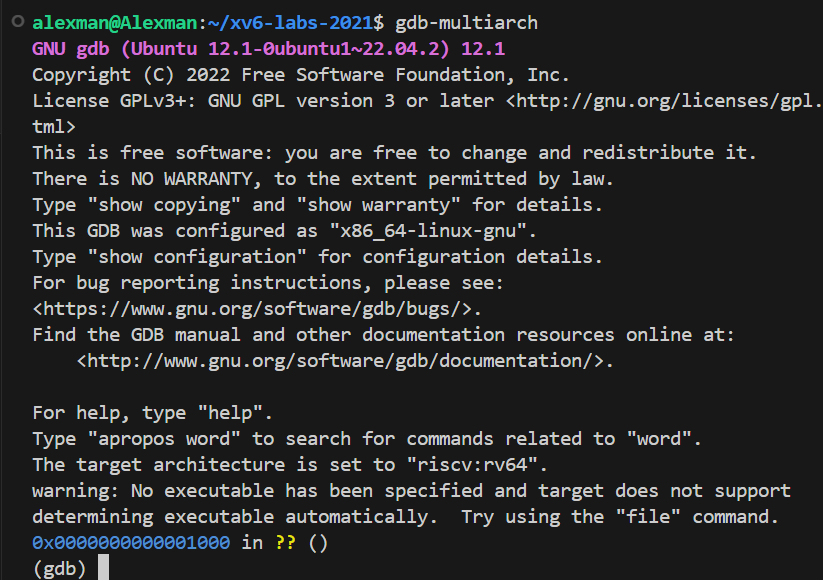 alexman@Alexman:~/xv6-labs-2021$ gdb-multiarch
GNU gdb (Ubuntu 12.1-0ubuntu1~22.04.2) 12.1
Copyright (C) 2022 Free Software Foundation, Inc.
License GPLv3+: GNU GPL version 3 or later <http://gnu.org/licenses/gpl.
tml>
This is free software: you are free to change and redistribute it.
There is NO WARRANTY, to the extent permitted by law.
Type "show copying" and "show warranty" for details.
This GDB was configured as "x86_64-linux-gnu".
Type "show configuration" for configuration details.
For bug reporting instructions, please see:
<https://www.gnu.org/software/gdb/bugs/>.
Find the GDB manual and other documentation resources online at:
    <http://www.gnu.org/software/gdb/documentation/>.

For help, type "help".
Type "apropos word" to search for commands related to "word".
The target architecture is set to "riscv:rv64".
warning: No executable has been specified and target does not support
determining executable automatically.  Try using the "file" command.
0x0000000000001000 in ?? ()
(gdb)